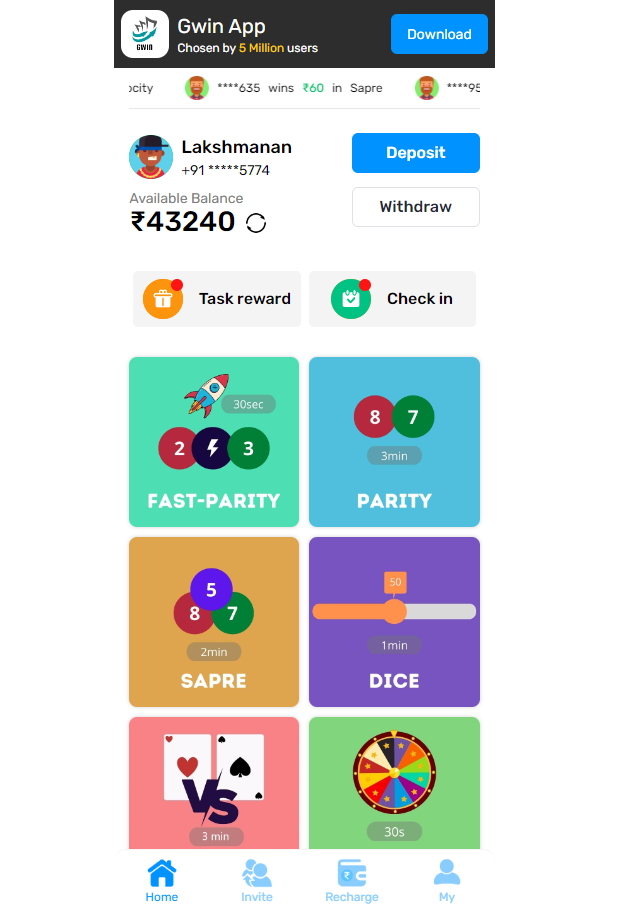 GWIN
Gwin App
Chosen by 5 Million users
Download
ocity
****635 wins ₹60 in Sapre
****95
Lakshmanan
+91 *****5774
Deposit
Available Balance
₹43240
Withdraw
Task reward
Check in
30sec
2 3
FAST-PARITY
8 7
3min
PARITY
5
8 7
2min
SAPRE
50
1min
DICE
VS
3 min
30s
Home
Invite
₹
Recharge
My